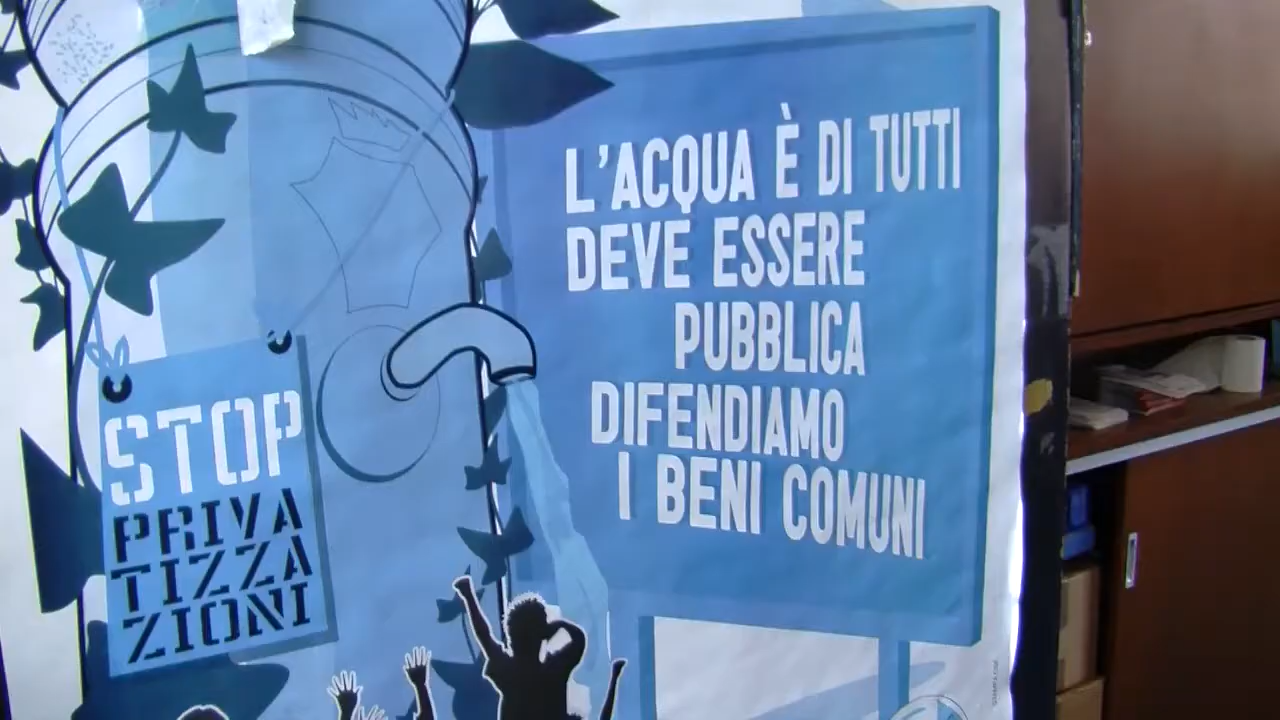 L'ACQUA È DI TUTTI
DEVE ESSERE
PUBBLICA
DIFENDIAMO
I BENI COMUNI
STOP
PRIVA
TIZZA
ZIONI